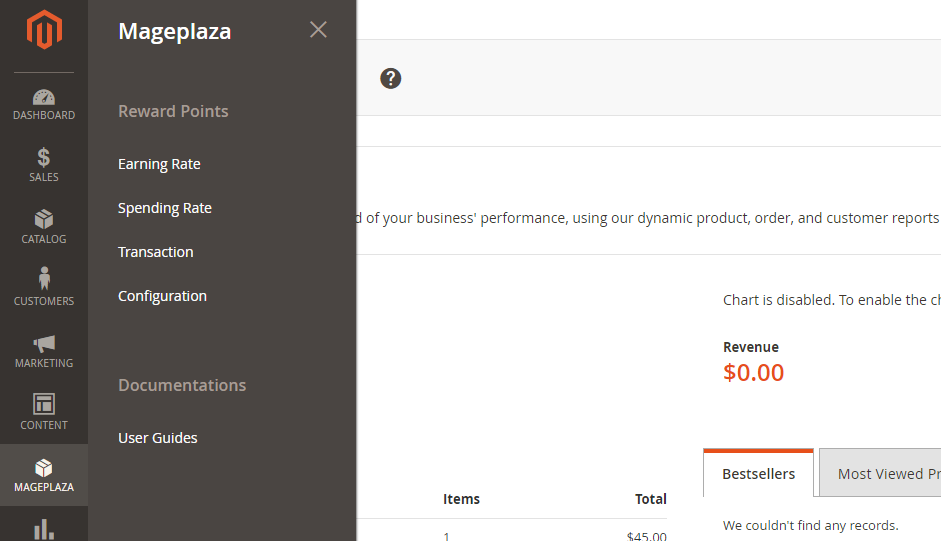 DASHBOARD
SALES
CATALOG
CUSTOMERS
MARKETING
CONTENT
MAGEPLAZA
Mageplaza
Reward Points
Earning Rate
Spending Rate
Transaction
Configuration
Documentations
User Guides
?
of your business' performance, using our dynamic product, order, and customer reports
Chart is disabled. To enable the
Revenue
$0.00
Bestsellers
Most Viewed
We couldn't find any records.
Items Total
1 $45.00